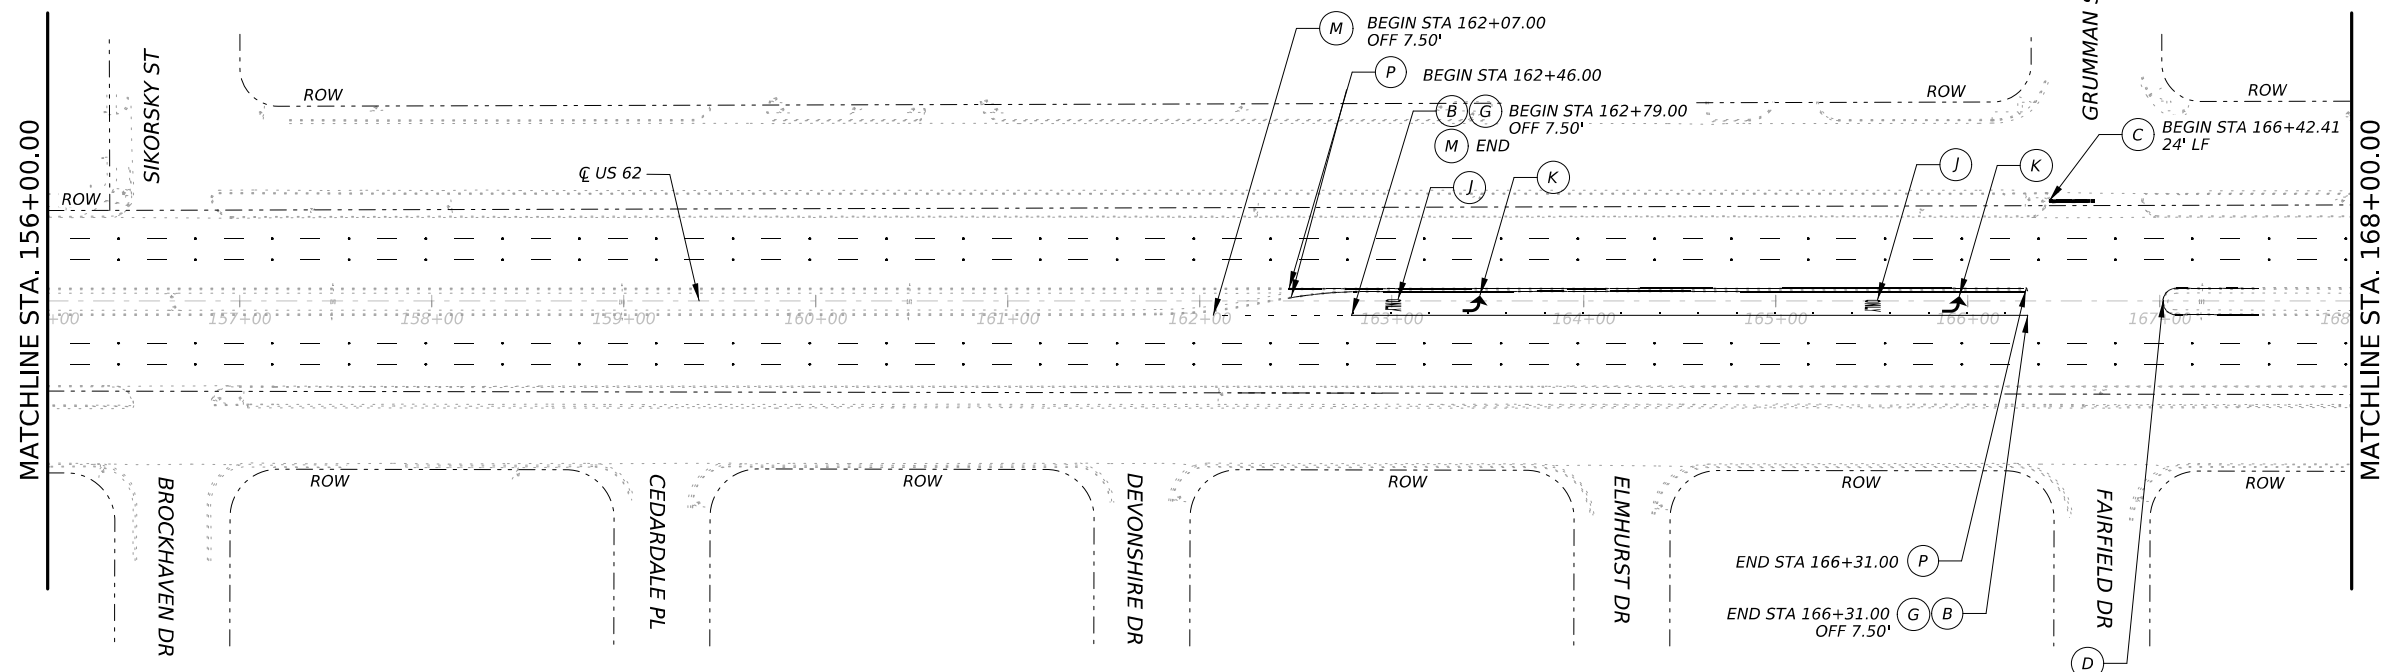 MATCHLINE STA. 156+00.00
SIKORSKY ST
ROW
ROW
℄ US 62
M BEGIN STA 162+07.00
OFF 7.50'
P BEGIN STA 162+46.00
B G BEGIN STA 162+79.00
OFF 7.50'
M END
J
K
J
K
ROW
GRUMMAN
ROW
C BEGIN STA 166+42.41
24' LF
MATCHLINE STA. 168+00.00
+00
157+00
158+00
159+00
160+00
161+00
162+00
163+00
164+00
165+00
166+00
167+00
168
BROCKHAVEN DR
ROW
CEDARDALE PL
ROW
DEVONSHIRE DR
ROW
ELMHURST DR
ROW
FAIRFIELD DR
ROW
END STA 166+31.00 P
END STA 166+31.00 G B
OFF 7.50'
D